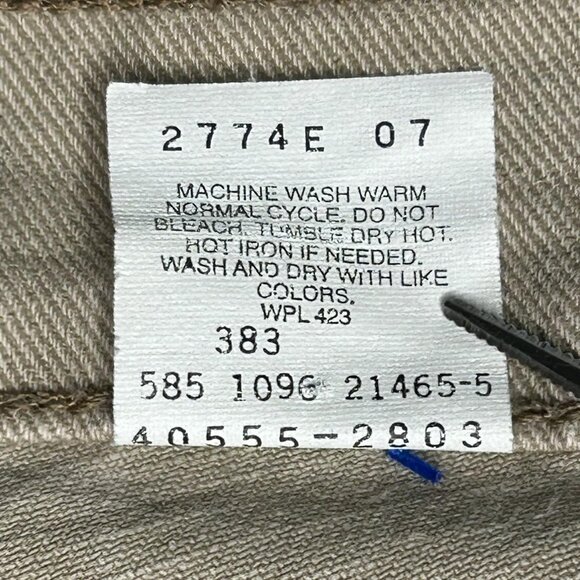 2774E 07
MACHINE WASH WARM
NORMAL CYCLE. DO NOT
BLEACH. TUMBLE DRY HOT.
HOT IRON IF NEEDED.
WASH AND DRY WITH LIKE
COLORS.
WPL 423
383
585 1096 21465-5
40555-2803